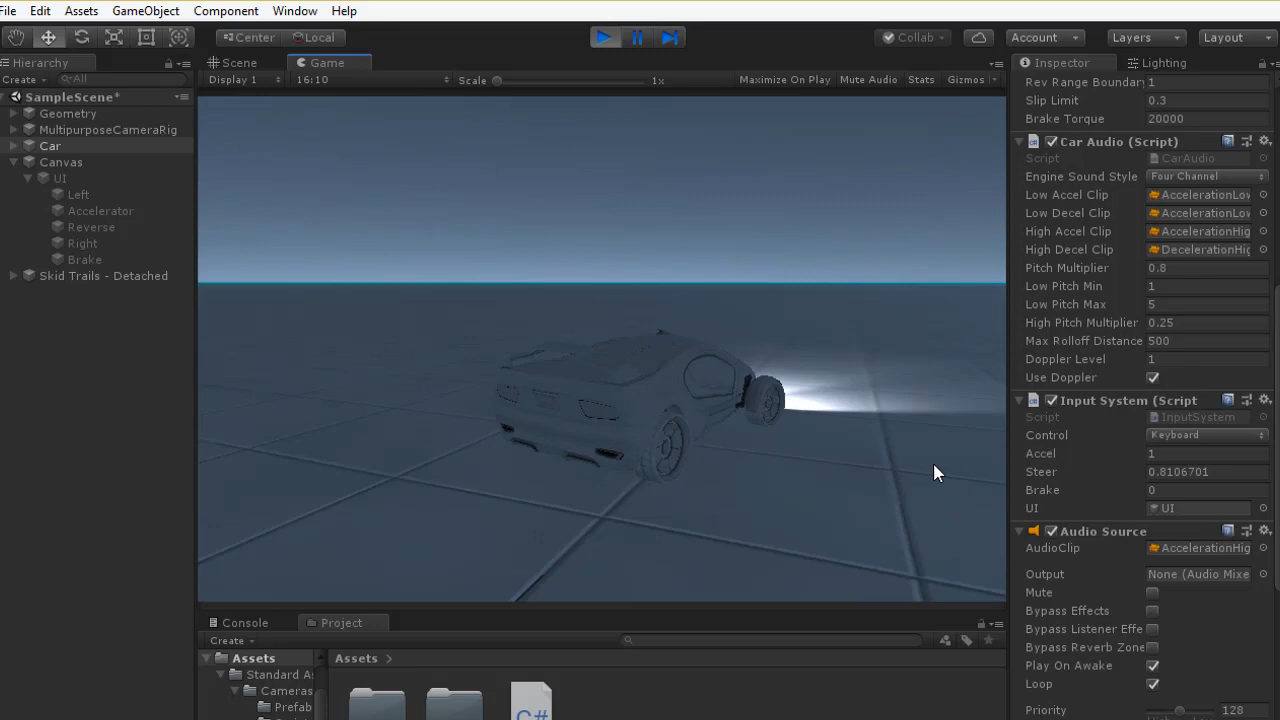 File Edit Assets GameObject Component Window Help
Center Local Collab Account Layers Layout
Hierarchy Scene Game Inspector Lighting
Create All Display 1 16:10 Scale 1x Maximize On Play Mute Audio Stats Gizmos
SampleScene*
Geometry
MultipurposeCameraRig
Car
Canvas
UI
Left
Accelerator
Reverse
Right
Brake
Skid Trails - Detached
Rev Range Boundary 1
Slip Limit 0.3
Brake Torque 20000
Car Audio (Script)
Script CarAudio
Engine Sound Style Four Channel
Low Accel Clip AccelerationLow
Low Decel Clip AccelerationLow
High Accel Clip AccelerationHig
High Decel Clip DecelerationHig
Pitch Multiplier 0.8
Low Pitch Min 1
Low Pitch Max 5
High Pitch Multiplier 0.25
Max Rolloff Distance 500
Doppler Level 1
Use Doppler
Input System (Script
Script InputSystem
Control Keyboard
Accel 1
Steer 0.8106701
Brake 0
UI UI
Audio Source
AudioClip AccelerationHig
Output None (Audio Mixe
Mute
Bypass Effects
Bypass Listener Effe
Bypass Reverb Zone
Play On Awake
Loop
Priority 128
Console Project
Create
Assets Assets
Standard As
Cameras
Prefab
C#